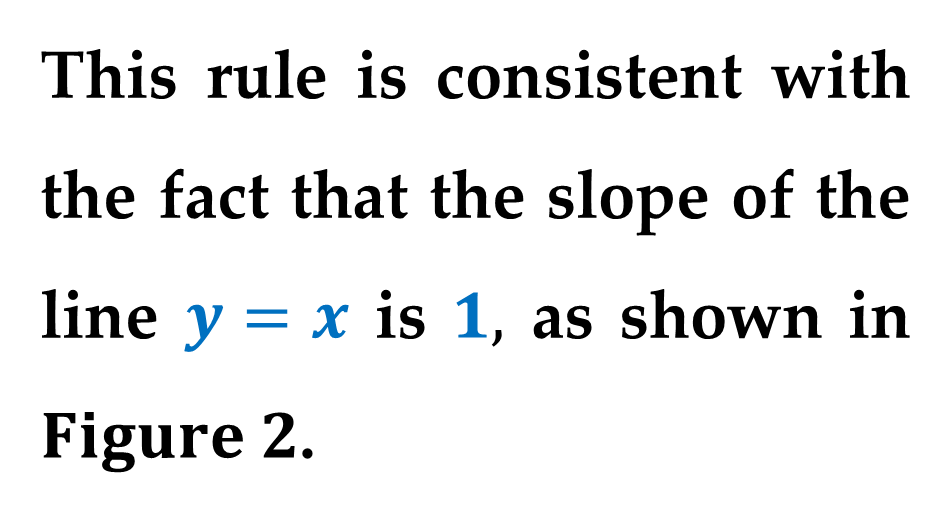 This rule is consistent with
the fact that the slope of the
line y = x is 1, as shown in
Figure 2.